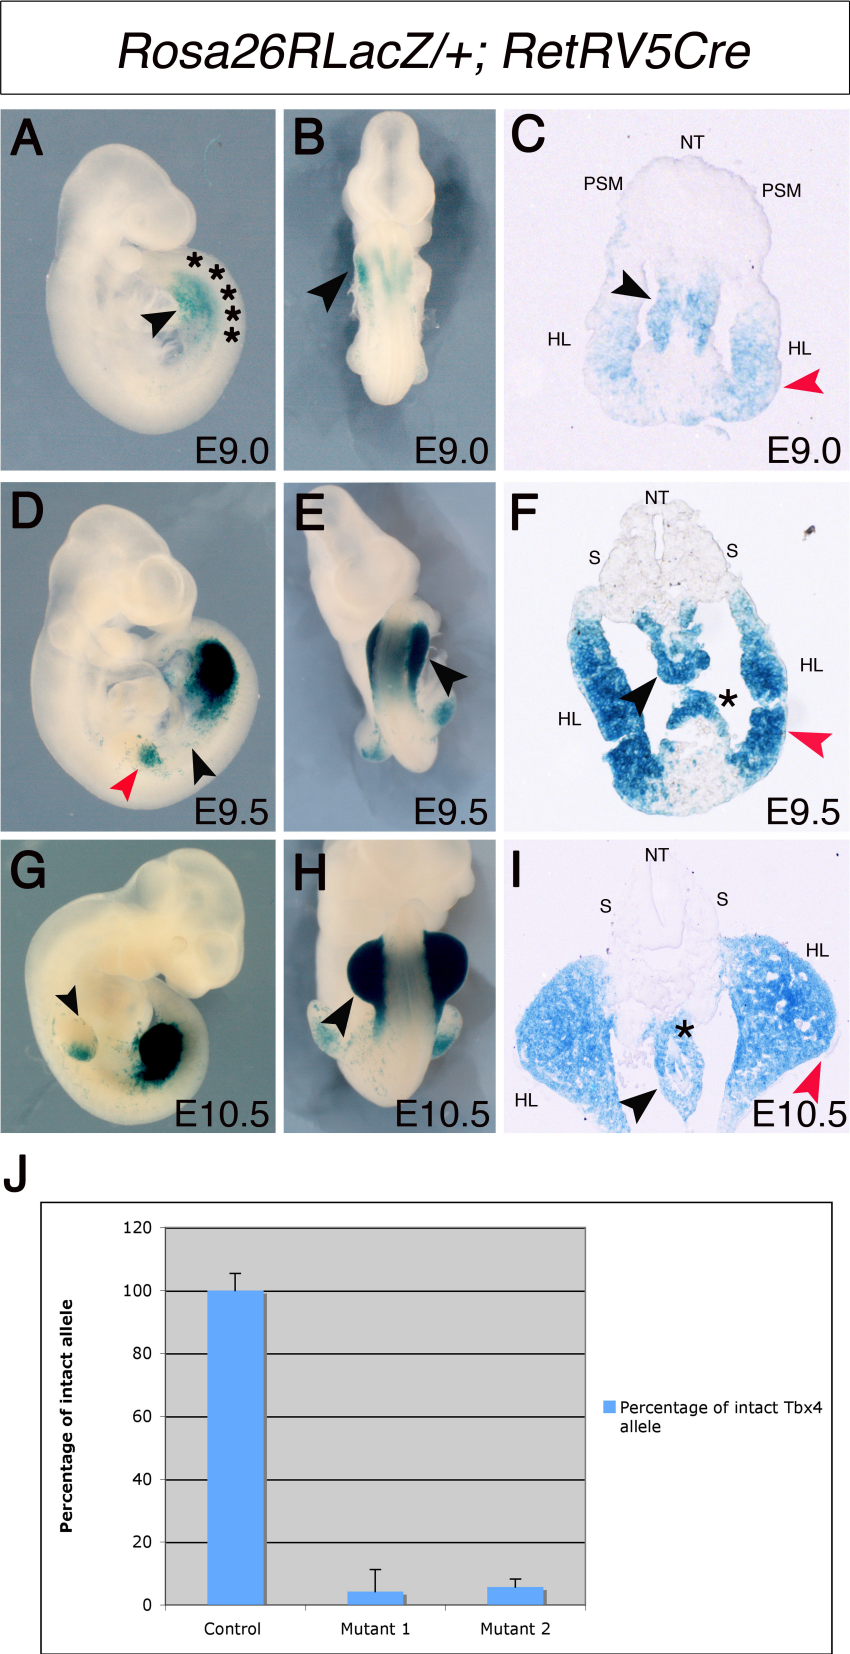 Rosa26RLacZ/+; RetRV5Cre
A
****
E9.0
B
E9.0
C
NT
PSM
PSM
HL
HL
E9.0
D
E9.5
E
E9.5
F
NT
S
S
HL
HL
*
E9.5
G
E10.5
H
E10.5
I
NT
S
S
HL
*
HL
E10.5
J
120
100
80
60
40
20
0
Percentage of intact allele
Control
Mutant 1
Mutant 2
Percentage of intact Tbx4
allele